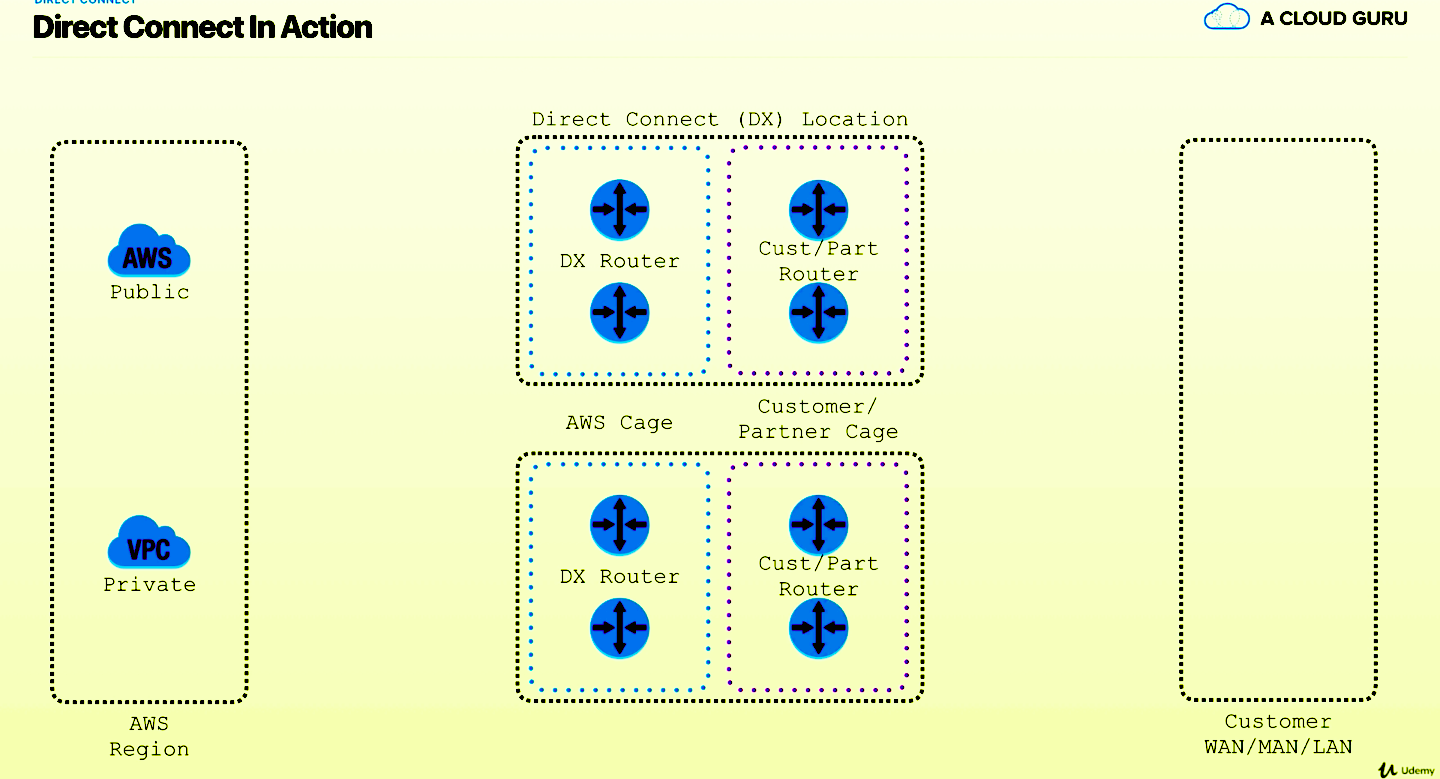 DIRECT CONNECT
Direct Connect In Action
A CLOUD GURU
Direct Connect (DX) Location
AWS
Public
VPC
Private
AWS
Region
DX Router
Cust/Part
Router
AWS Cage
Customer/
Partner Cage
DX Router
Cust/Part
Router
Customer
WAN/MAN/LAN
Udemy